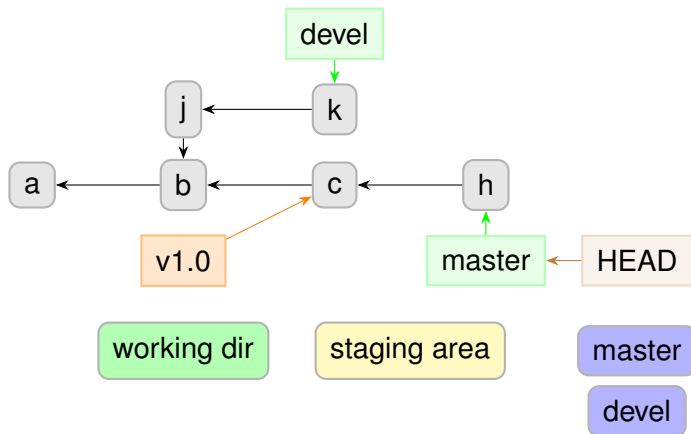 devel
j
k
a
b
c
h
v1.0
master
HEAD
working dir
staging area
master
devel